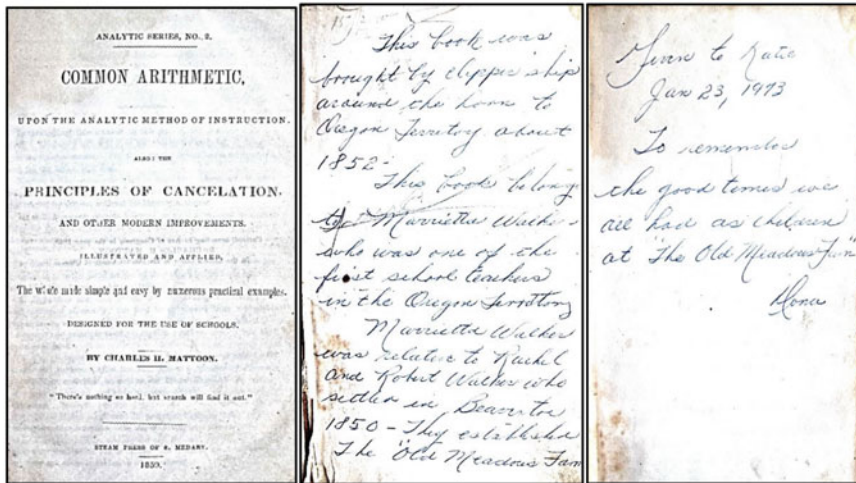 ANALYTIC SERIES, NO. 2.
COMMON ARITHMETIC,
UPON THE ANALYTIC METHOD OF INSTRUCTION.
ALSO: THE
PRINCIPLES OF CANCELATION,
AND OTHER MODERN IMPROVEMENTS.
ILLUSTRATED AND APPLIED.
The whole made simple and easy by numerous practical examples.
DESIGNED FOR THE USE OF SCHOOLS.
BY CHARLES H. MATTOON.
"There's nothing so hard, but search will find it out."
STEAM PRESS OF S. MEDARY.
1850.
This book was
brought by clipper ship
around the horn to
Oregon Territory about
1852-
This book belong
to Marrietta Walker-
who was one of the
first school teachers
in the Oregon Territory
Marrietta Walker
was relative to Rachel
and Robert Walker who
settler in Beaverton
1850 - They established
The "Old Meadows Farm
Given to Katie
Jan 23, 1973
To remember
the good times we
all had as children
at "The Old Meadows Farm"